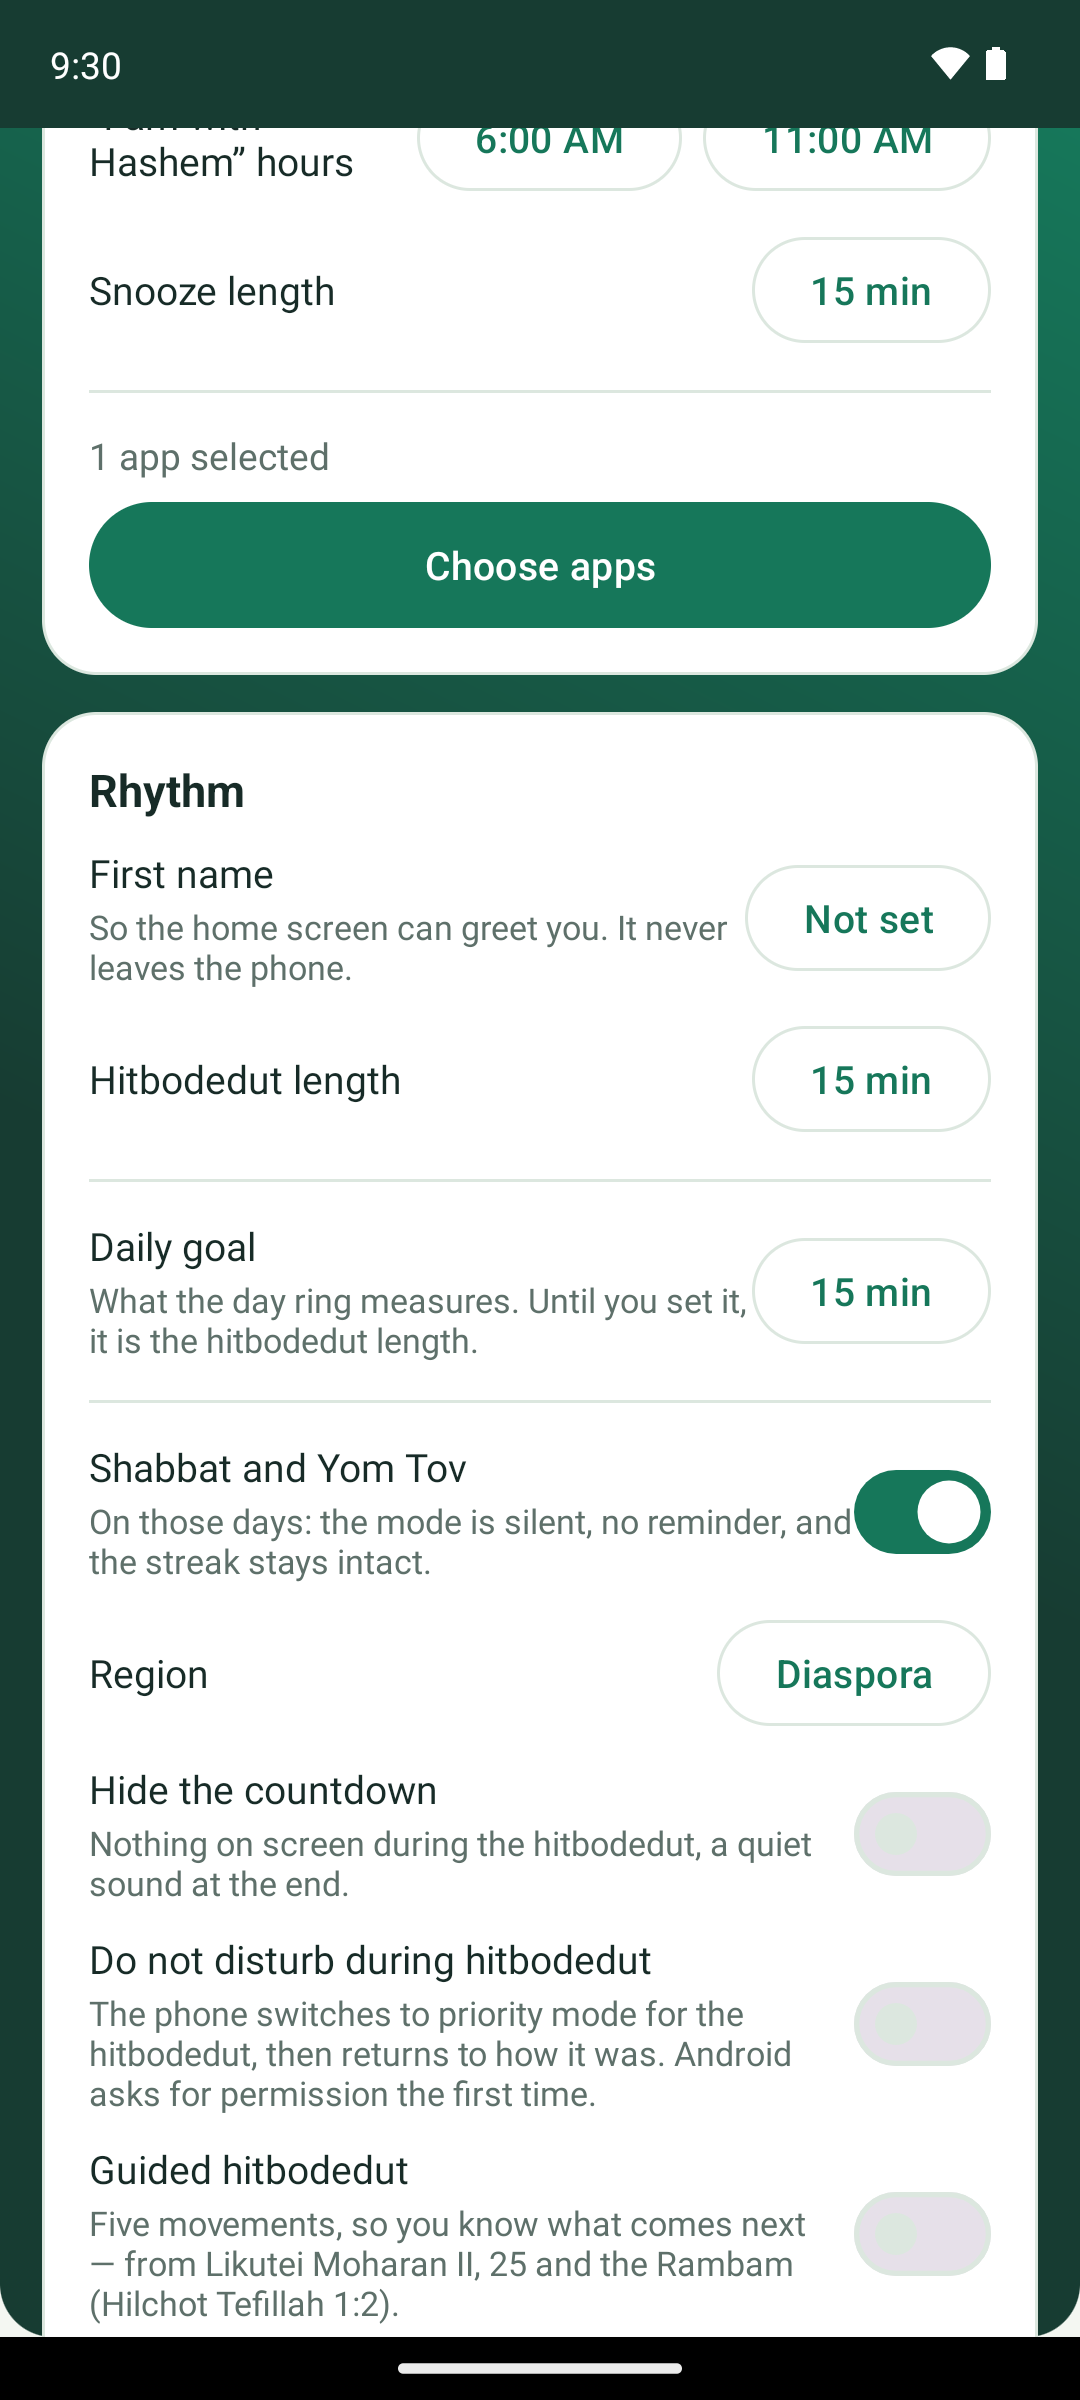 9:30
Hashem” hours
6:00 AM
11:00 AM
Snooze length
15 min
1 app selected
Choose apps
Rhythm
First name
So the home screen can greet you. It never
leaves the phone.
Not set
Hitbodedut length
15 min
Daily goal
What the day ring measures. Until you set it,
it is the hitbodedut length.
15 min
Shabbat and Yom Tov
On those days: the mode is silent, no reminder, and
the streak stays intact.
Region
Diaspora
Hide the countdown
Nothing on screen during the hitbodedut, a quiet
sound at the end.
Do not disturb during hitbodedut
The phone switches to priority mode for the
hitbodedut, then returns to how it was. Android
asks for permission the first time.
Guided hitbodedut
Five movements, so you know what comes next
— from Likutei Moharan II, 25 and the Rambam
(Hilchot Tefillah 1:2).